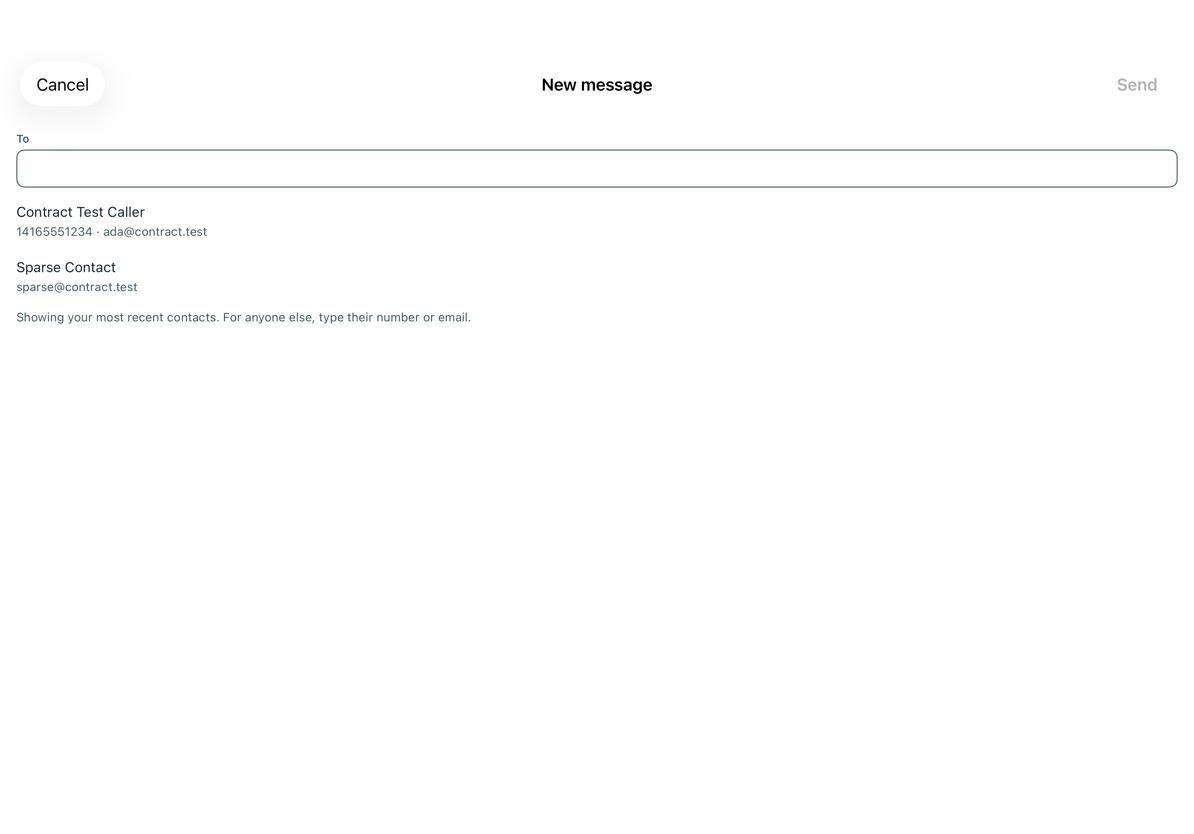 Cancel
New message
Send
To
Contract Test Caller
14165551234 · ada@contract.test
Sparse Contact
sparse@contract.test
Showing your most recent contacts. For anyone else, type their number or email.